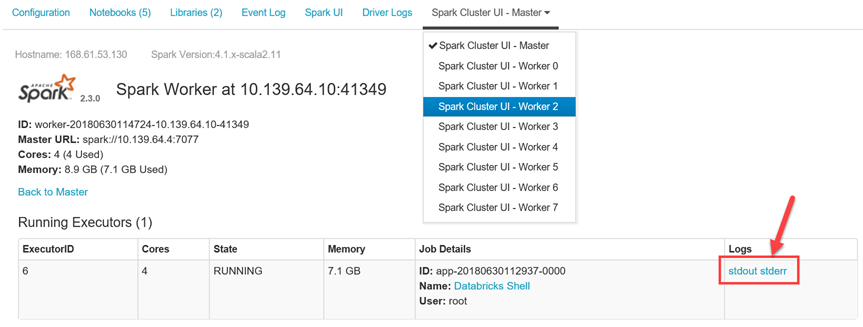 Configuration Notebooks (5) Libraries (2) Event Log Spark UI Driver Logs Spark Cluster UI - Master
Spark Cluster UI - Master
Spark Cluster UI - Worker 0
Spark Cluster UI - Worker 1
Spark Cluster UI - Worker 2
Spark Cluster UI - Worker 3
Spark Cluster UI - Worker 4
Spark Cluster UI - Worker 5
Spark Cluster UI - Worker 6
Spark Cluster UI - Worker 7
Hostname: 168.61.53.130 Spark Version:4.1.x-scala2.11
APACHE
Spark 2.3.0 Spark Worker at 10.139.64.10:41349
ID: worker-20180630114724-10.139.64.10-41349
Master URL: spark://10.139.64.4:7077
Cores: 4 (4 Used)
Memory: 8.9 GB (7.1 GB Used)
Back to Master
Running Executors (1)
ExecutorID Cores State Memory Job Details Logs
6 4 RUNNING 7.1 GB ID: app-20180630112937-0000 stdout stderr
Name: Databricks Shell
User: root